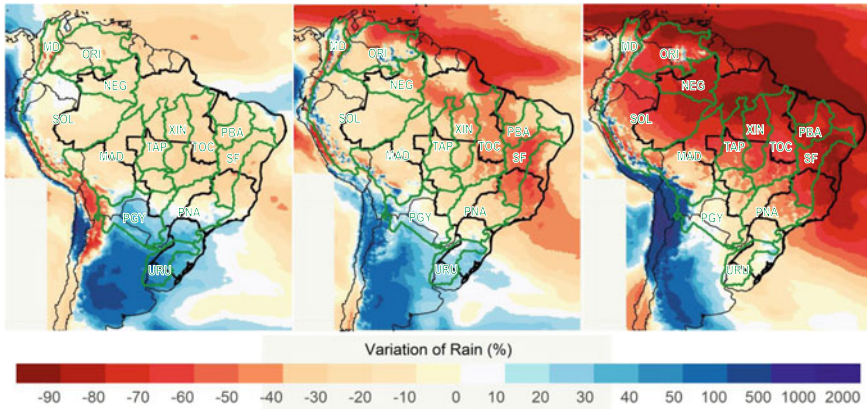 MD
ORI
NEG
SOL
XIN
PBA
MAD
TAP
TOC
SF
PGY
PNA
URU
MD
ORI
NEG
SOL
XIN
PBA
MAD
TAP
TOC
SF
PGY
PNA
URU
MD
ORI
NEG
SOL
XIN
PBA
MAD
TAP
TOC
SF
PGY
PNA
URU
Variation of Rain (%)
-90 -80 -70 -60 -50 -40 -30 -20 -10 0 10 20 30 40 50 100 500 1000 2000